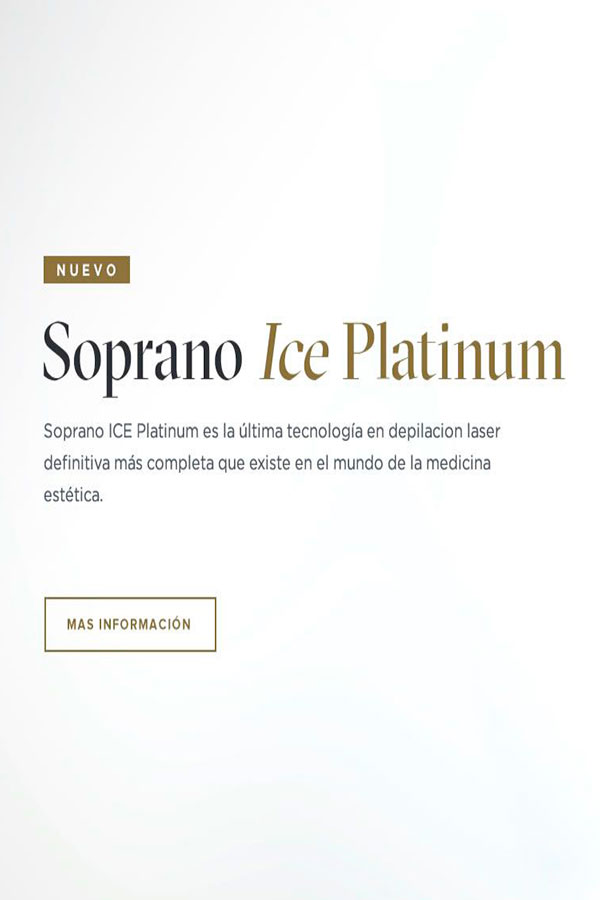 NUEVO
Soprano Ice Platinum
Soprano ICE Platinum es la última tecnología en depilacion laser
definitiva más completa que existe en el mundo de la medicina
estética.
MAS INFORMACIÓN